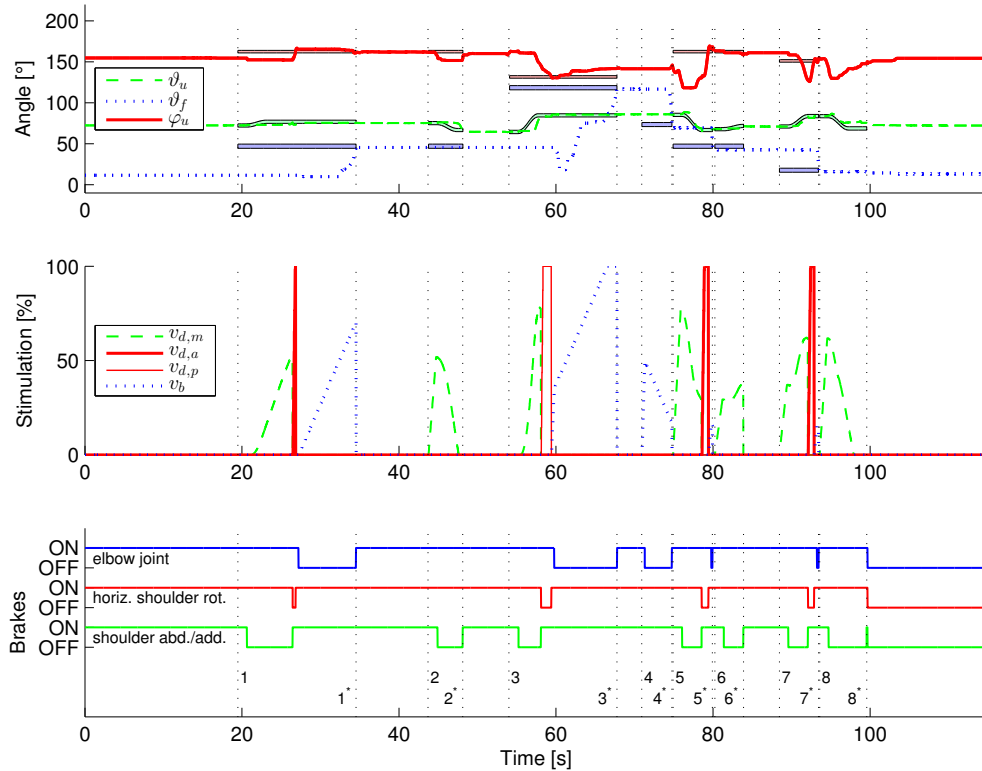 Angle [°]
200
150
100
50
0
ϑu
ϑf
φu
0 20 40 60 80 100
Stimulation [%]
100
50
0
vd,m
vd,a
vd,p
vb
0 20 40 60 80 100
Brakes
ON
OFF
elbow joint
ON
OFF
horiz. shoulder rot.
ON
OFF
shoulder abd./add.
1 2 3 4 5 6 7 8
1* 2* 3* 4* 5* 6* 7* 8*
0 20 40 60 80 100
Time [s]